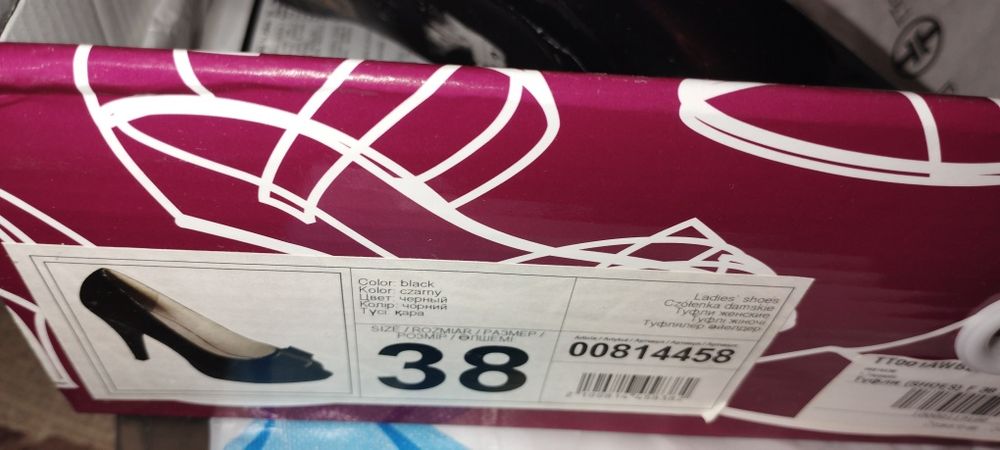 Color: black
Kolor: czarny
Цвет: черный
Колір: чорний
Түсі: қара
SIZE / ROZMIAR / РАЗМЕР /
РОЗМІР / ӨЛШЕМІ
38
Ladies' shoes
Czółenka damskie
Туфли женские
Туфлі жіночі
Туфлилер әйелдер
00814458